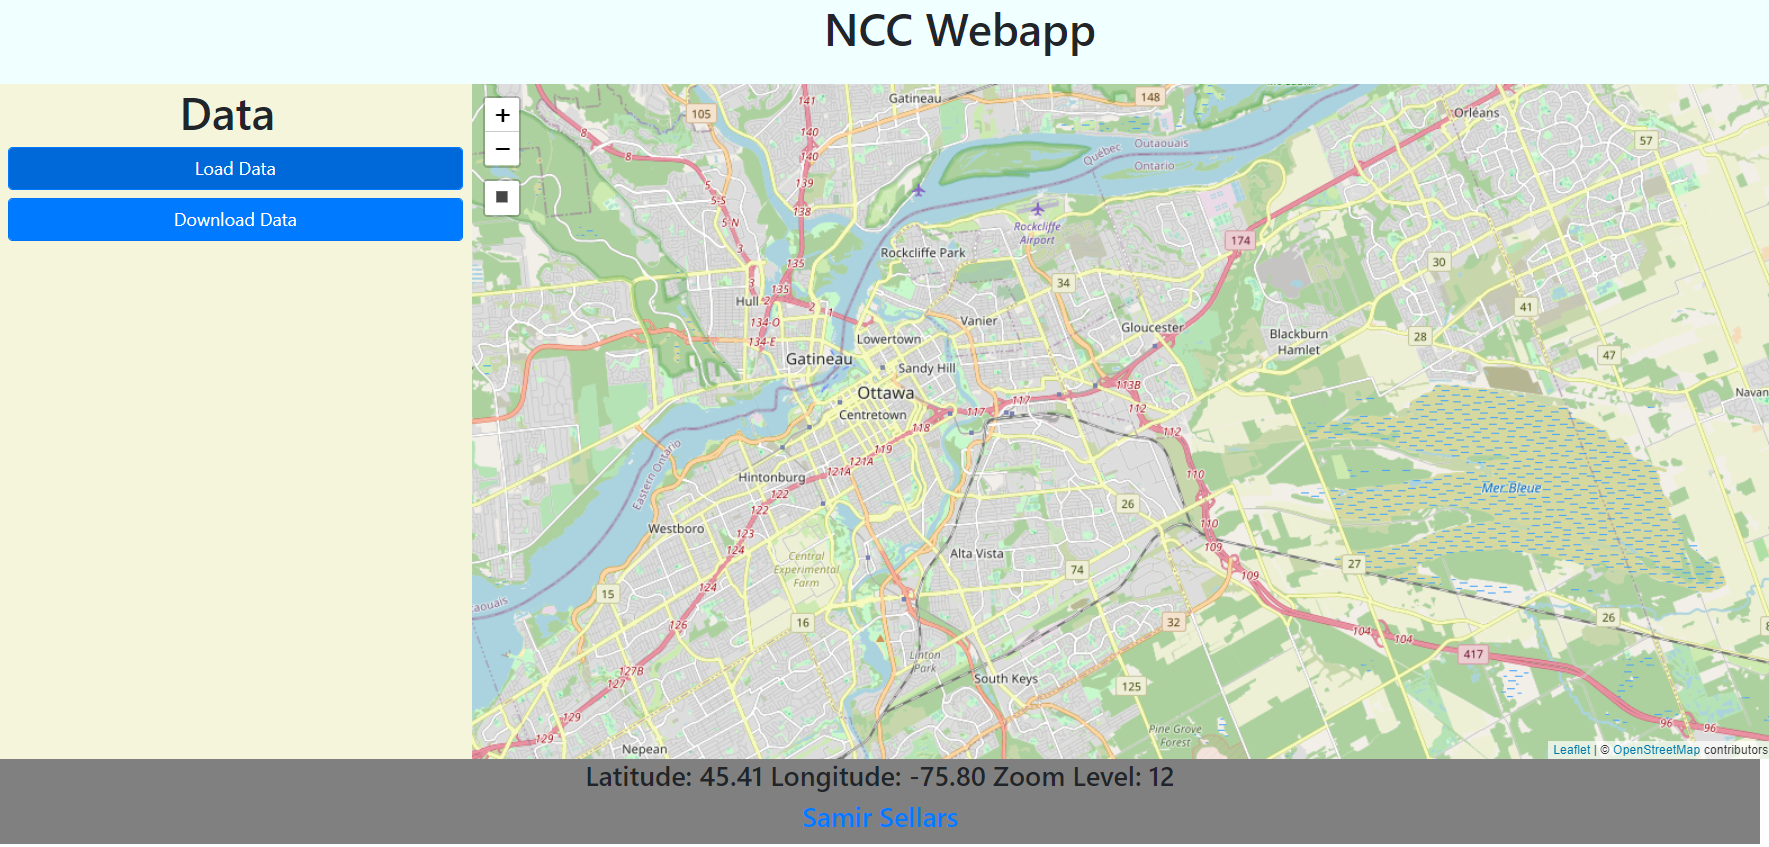 NCC Webapp
Data
Load Data
Download Data
+
−
Gatineau
148
105
141
Orléans
8
140
57
Québec
Outaouais
Ontario
8
140
5
139
5-S
138
5-N
Rockcliffe
Airport
3
174
Rockcliffe Park
135
30
3
34
135
Hull
2
2
1
41
134-O
Vanier
Gloucester
Blackburn
Hamlet
28
134-E
Lowertown
47
Gatineau
Sandy Hill
113B
Ottawa
Navan
117
117
112
Centretown
118
112
Eastern Ontario
119
121A
121A
110
Hintonburg
Mer Bleue
122
26
122
110
Westboro
123
124
109
Central
Experimental
Farm
Alta Vista
27
74
109
124
15
aouais
26
16
32
126
104
104
Linton
Park
417
127B
127
South Keys
125
129
96
96
Pine Grove
Forest
129
Nepean
Leaflet | © OpenStreetMap contributors
Latitude: 45.41 Longitude: -75.80 Zoom Level: 12
Samir Sellars